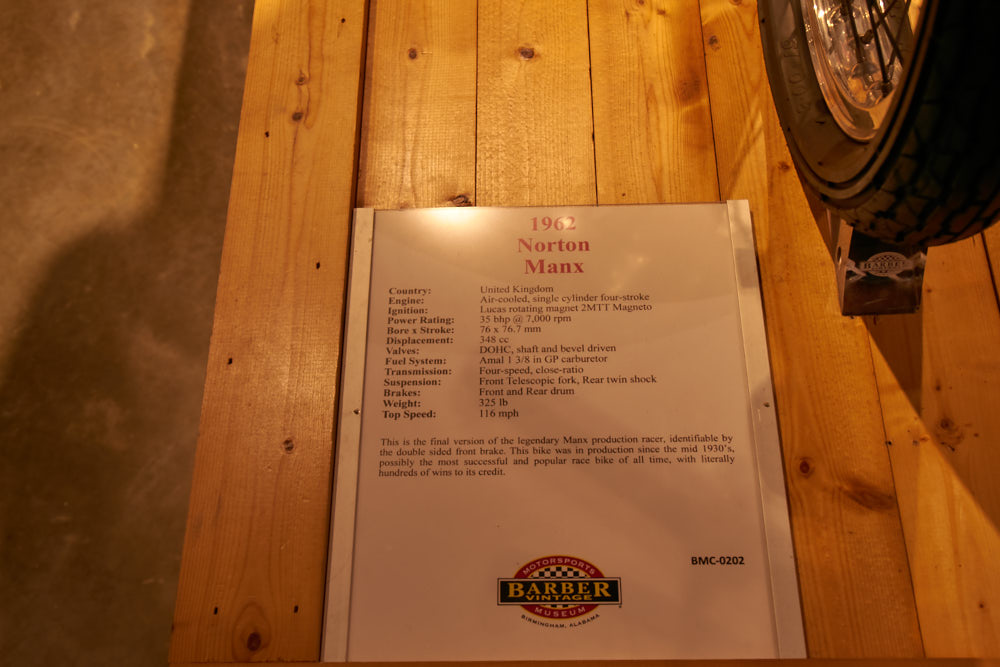 1962
Norton
Manx
Country: United Kingdom
Engine: Air-cooled, single cylinder four-stroke
Ignition: Lucas rotating magnet 2MTT Magneto
Power Rating: 35 bhp @ 7,000 rpm
Bore x Stroke: 76 x 76.7 mm
Displacement: 348 cc
Valves: DOHC, shaft and bevel driven
Fuel System: Amal 1 3/8 in GP carburetor
Transmission: Four-speed, close-ratio
Suspension: Front Telescopic fork, Rear twin shock
Brakes: Front and Rear drum
Weight: 325 lb
Top Speed: 116 mph
This is the final version of the legendary Manx production racer, identifiable by
the double sided front brake. This bike was in production since the mid 1930's,
possibly the most successful and popular race bike of all time, with literally
hundreds of wins to its credit.
BMC-0202
MOTORSPORTS
BARBER
VINTAGE
MUSEUM
BIRMINGHAM, ALABAMA
BARBER